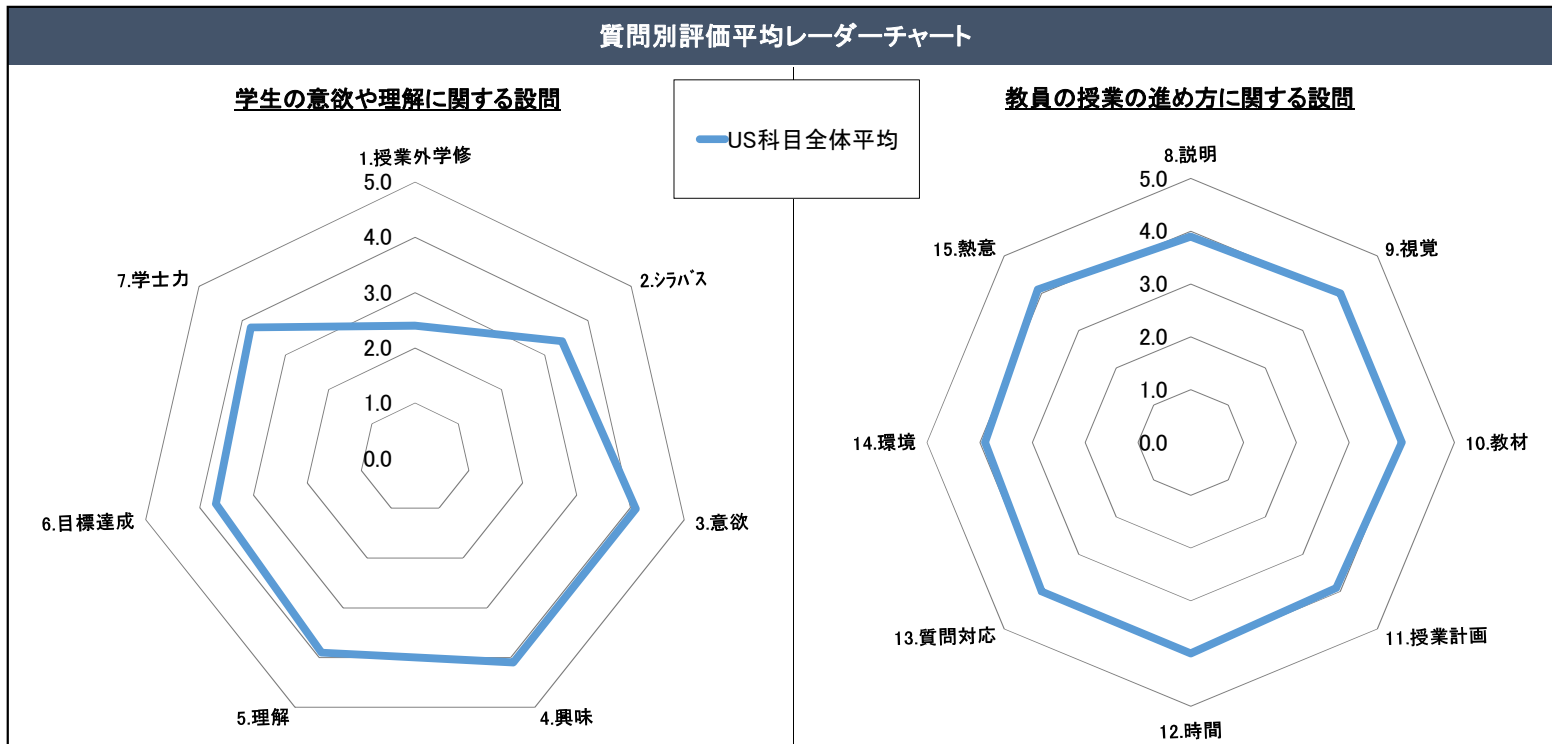 質問別評価平均レーダーチャート
学生の意欲や理解に関する設問
1.授業外学修
2.シラバス
3.意欲
4.興味
5.理解
6.目標達成
7.学士力
5.0
4.0
3.0
2.0
1.0
0.0
US科目全体平均
教員の授業の進め方に関する設問
8.説明
9.視覚
10.教材
11.授業計画
12.時間
13.質問対応
14.環境
15.熱意
5.0
4.0
3.0
2.0
1.0
0.0